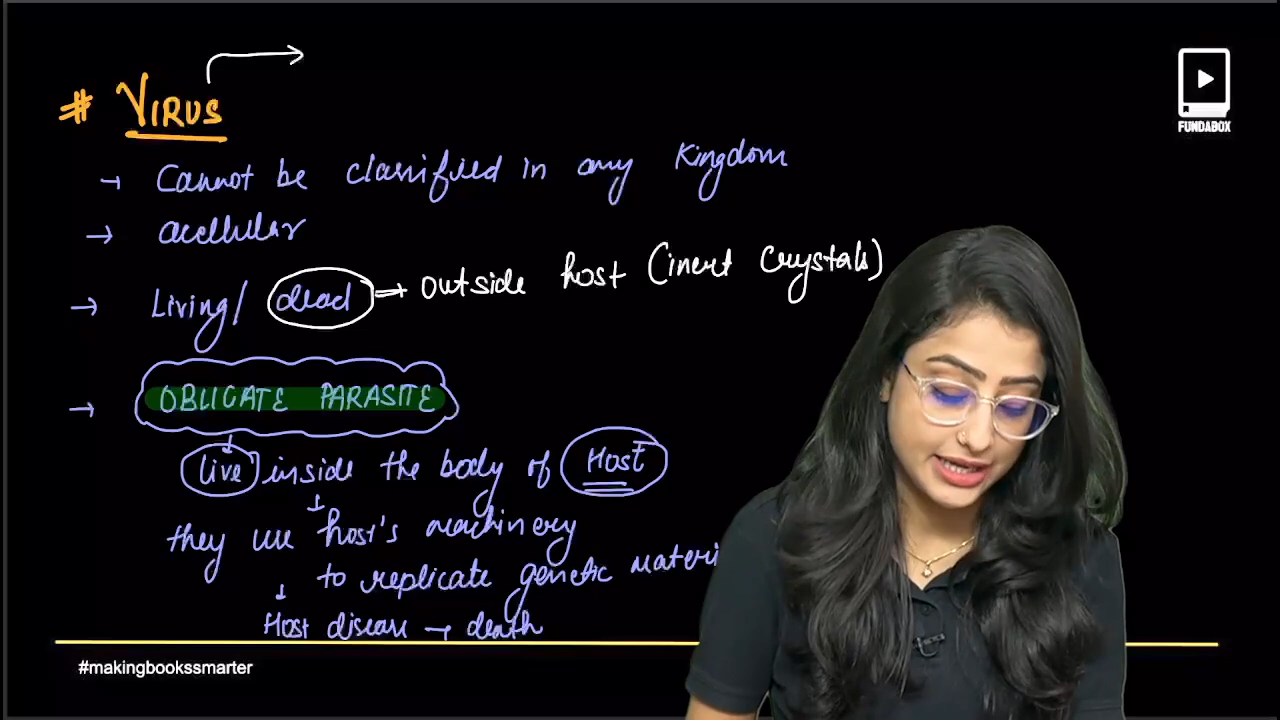 # VIRUS
FUNDABOX
→ Cannot be classified in any Kingdom
→ acellular
→ Living/ dead → outside host (inert crystals)
→ OBLIGATE PARASITE
live inside the body of Host
they use host's machinery
to replicate genetic materi
Host disease → death
#makingbookssmarter